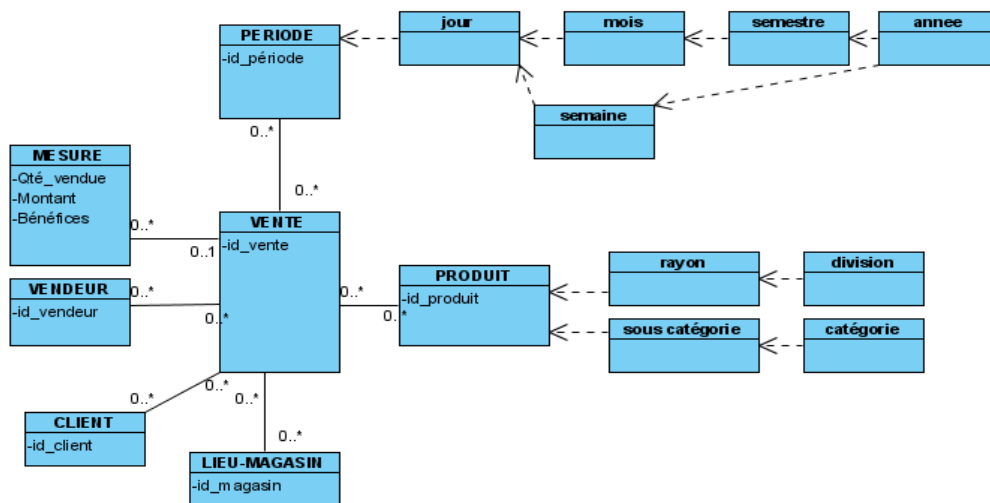 PERIODE
-id_période
jour
mois
semestre
annee
semaine
0..*
0..*
MESURE
-Qté_vendue
-Montant
-Bénéfices
0..*
0..1
VENTE
-id_vente
VENDEUR
-id_vendeur
0..*
0..*
PRODUIT
-id_produit
0..*
0..
*
rayon
division
sous catégorie
catégorie
CLIENT
-id_client
0..*
0..*
0..*
0..*
LIEU-MAGASIN
-id_magasin